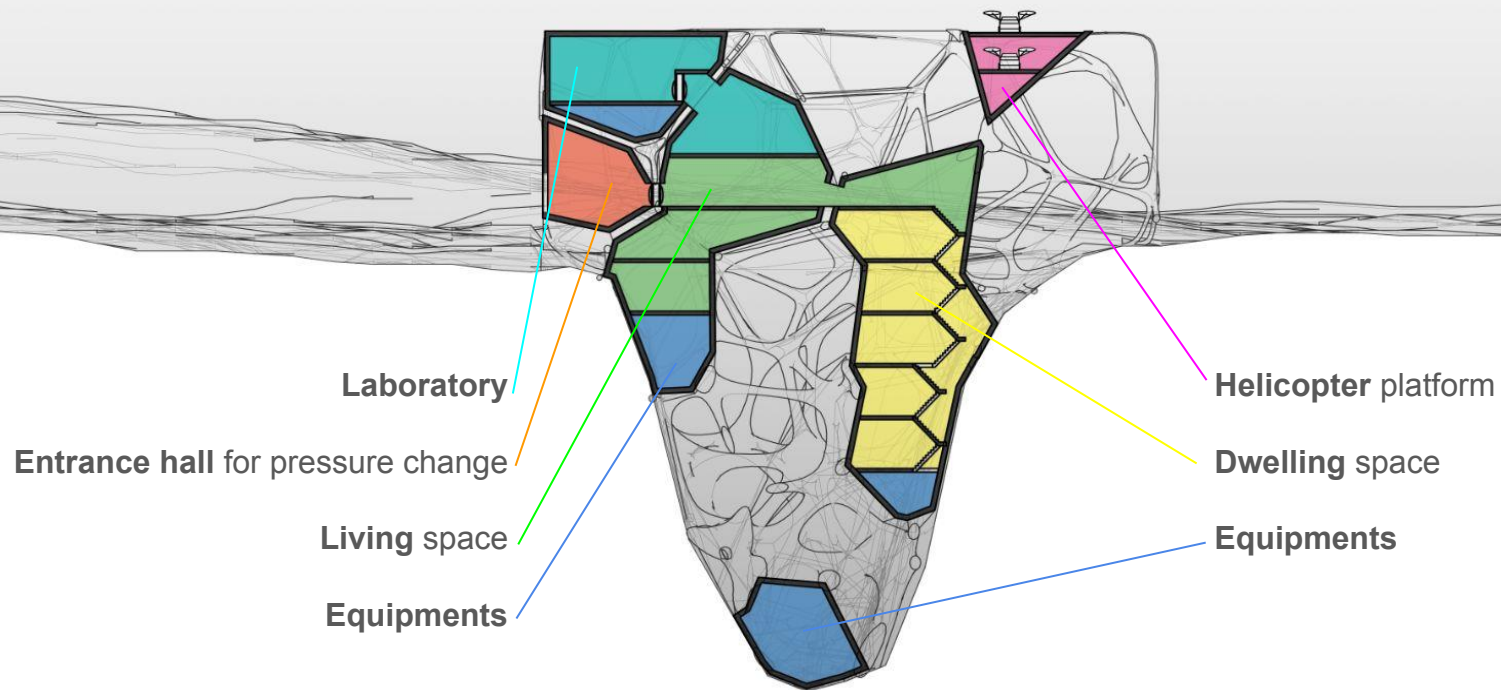 Laboratory
Entrance hall for pressure change
Living space
Equipments
Helicopter platform
Dwelling space
Equipments